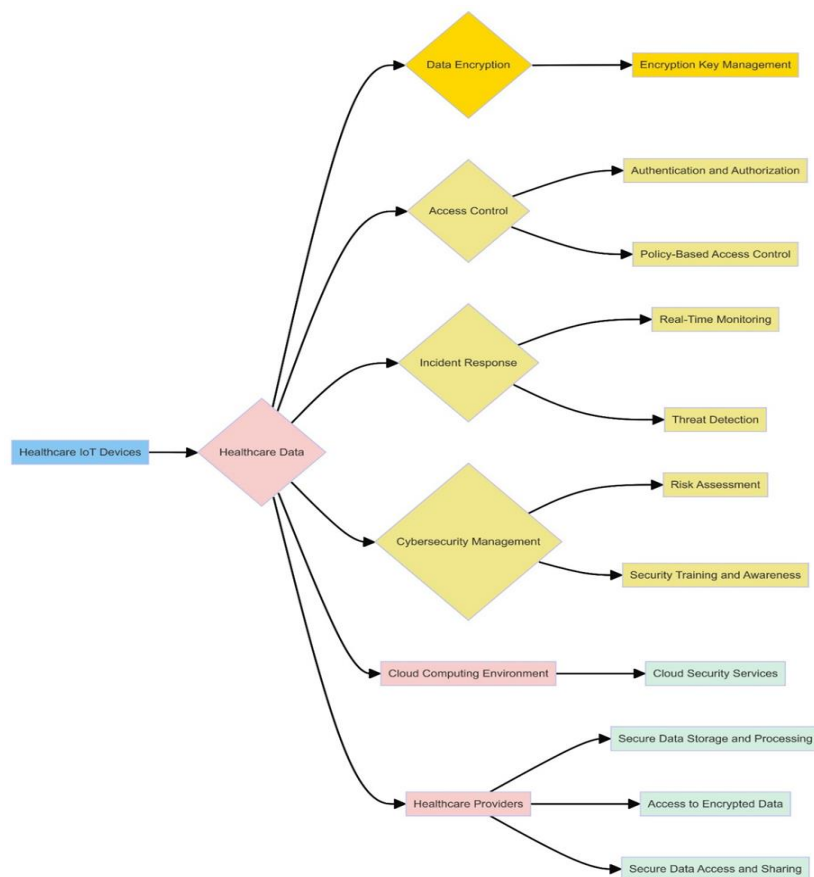 Data Encryption
Encryption Key Management
Authentication and Authorization
Access Control
Policy-Based Access Control
Real-Time Monitoring
Incident Response
Threat Detection
Healthcare IoT Devices
Healthcare Data
Risk Assessment
Cybersecurity Management
Security Training and Awareness
Cloud Computing Environment
Cloud Security Services
Secure Data Storage and Processing
Healthcare Providers
Access to Encrypted Data
Secure Data Access and Sharing